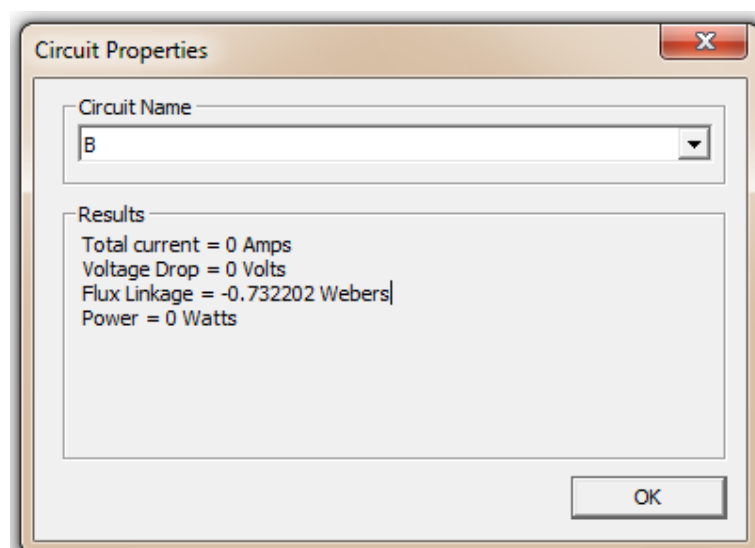 Circuit Properties
Circuit Name
B
Results
Total current = 0 Amps
Voltage Drop = 0 Volts
Flux Linkage = -0.732202 Webers
Power = 0 Watts
OK